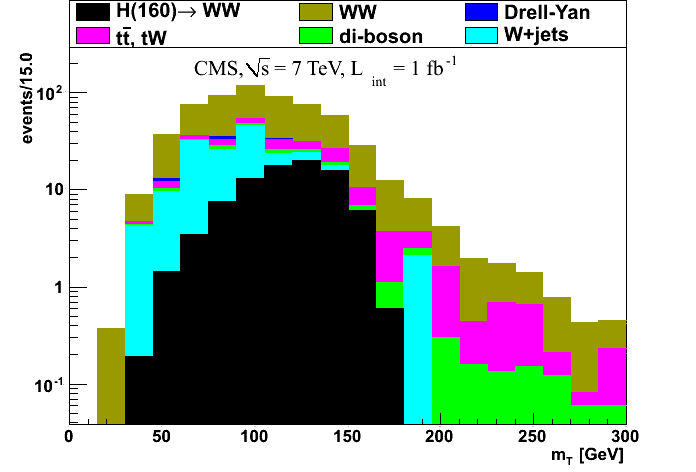 H(160)→ WW WW Drell-Yan
tt̅, tW di-boson W+jets
CMS, √s = 7 TeV, L int = 1 fb⁻¹
events/15.0
10²
10
1
10⁻¹
0 50 100 150 200 250 300
m_T [GeV]